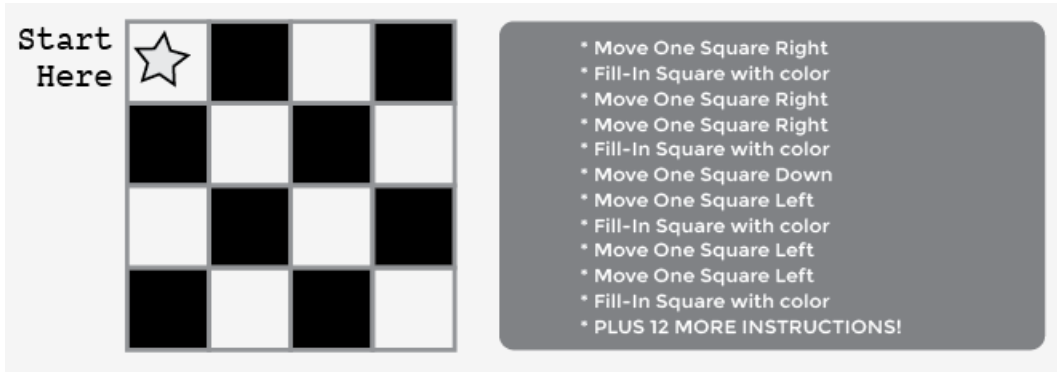 Start
Here
* Move One Square Right
* Fill-In Square with color
* Move One Square Right
* Move One Square Right
* Fill-In Square with color
* Move One Square Down
* Move One Square Left
* Fill-In Square with color
* Move One Square Left
* Move One Square Left
* Fill-In Square with color
* PLUS 12 MORE INSTRUCTIONS!